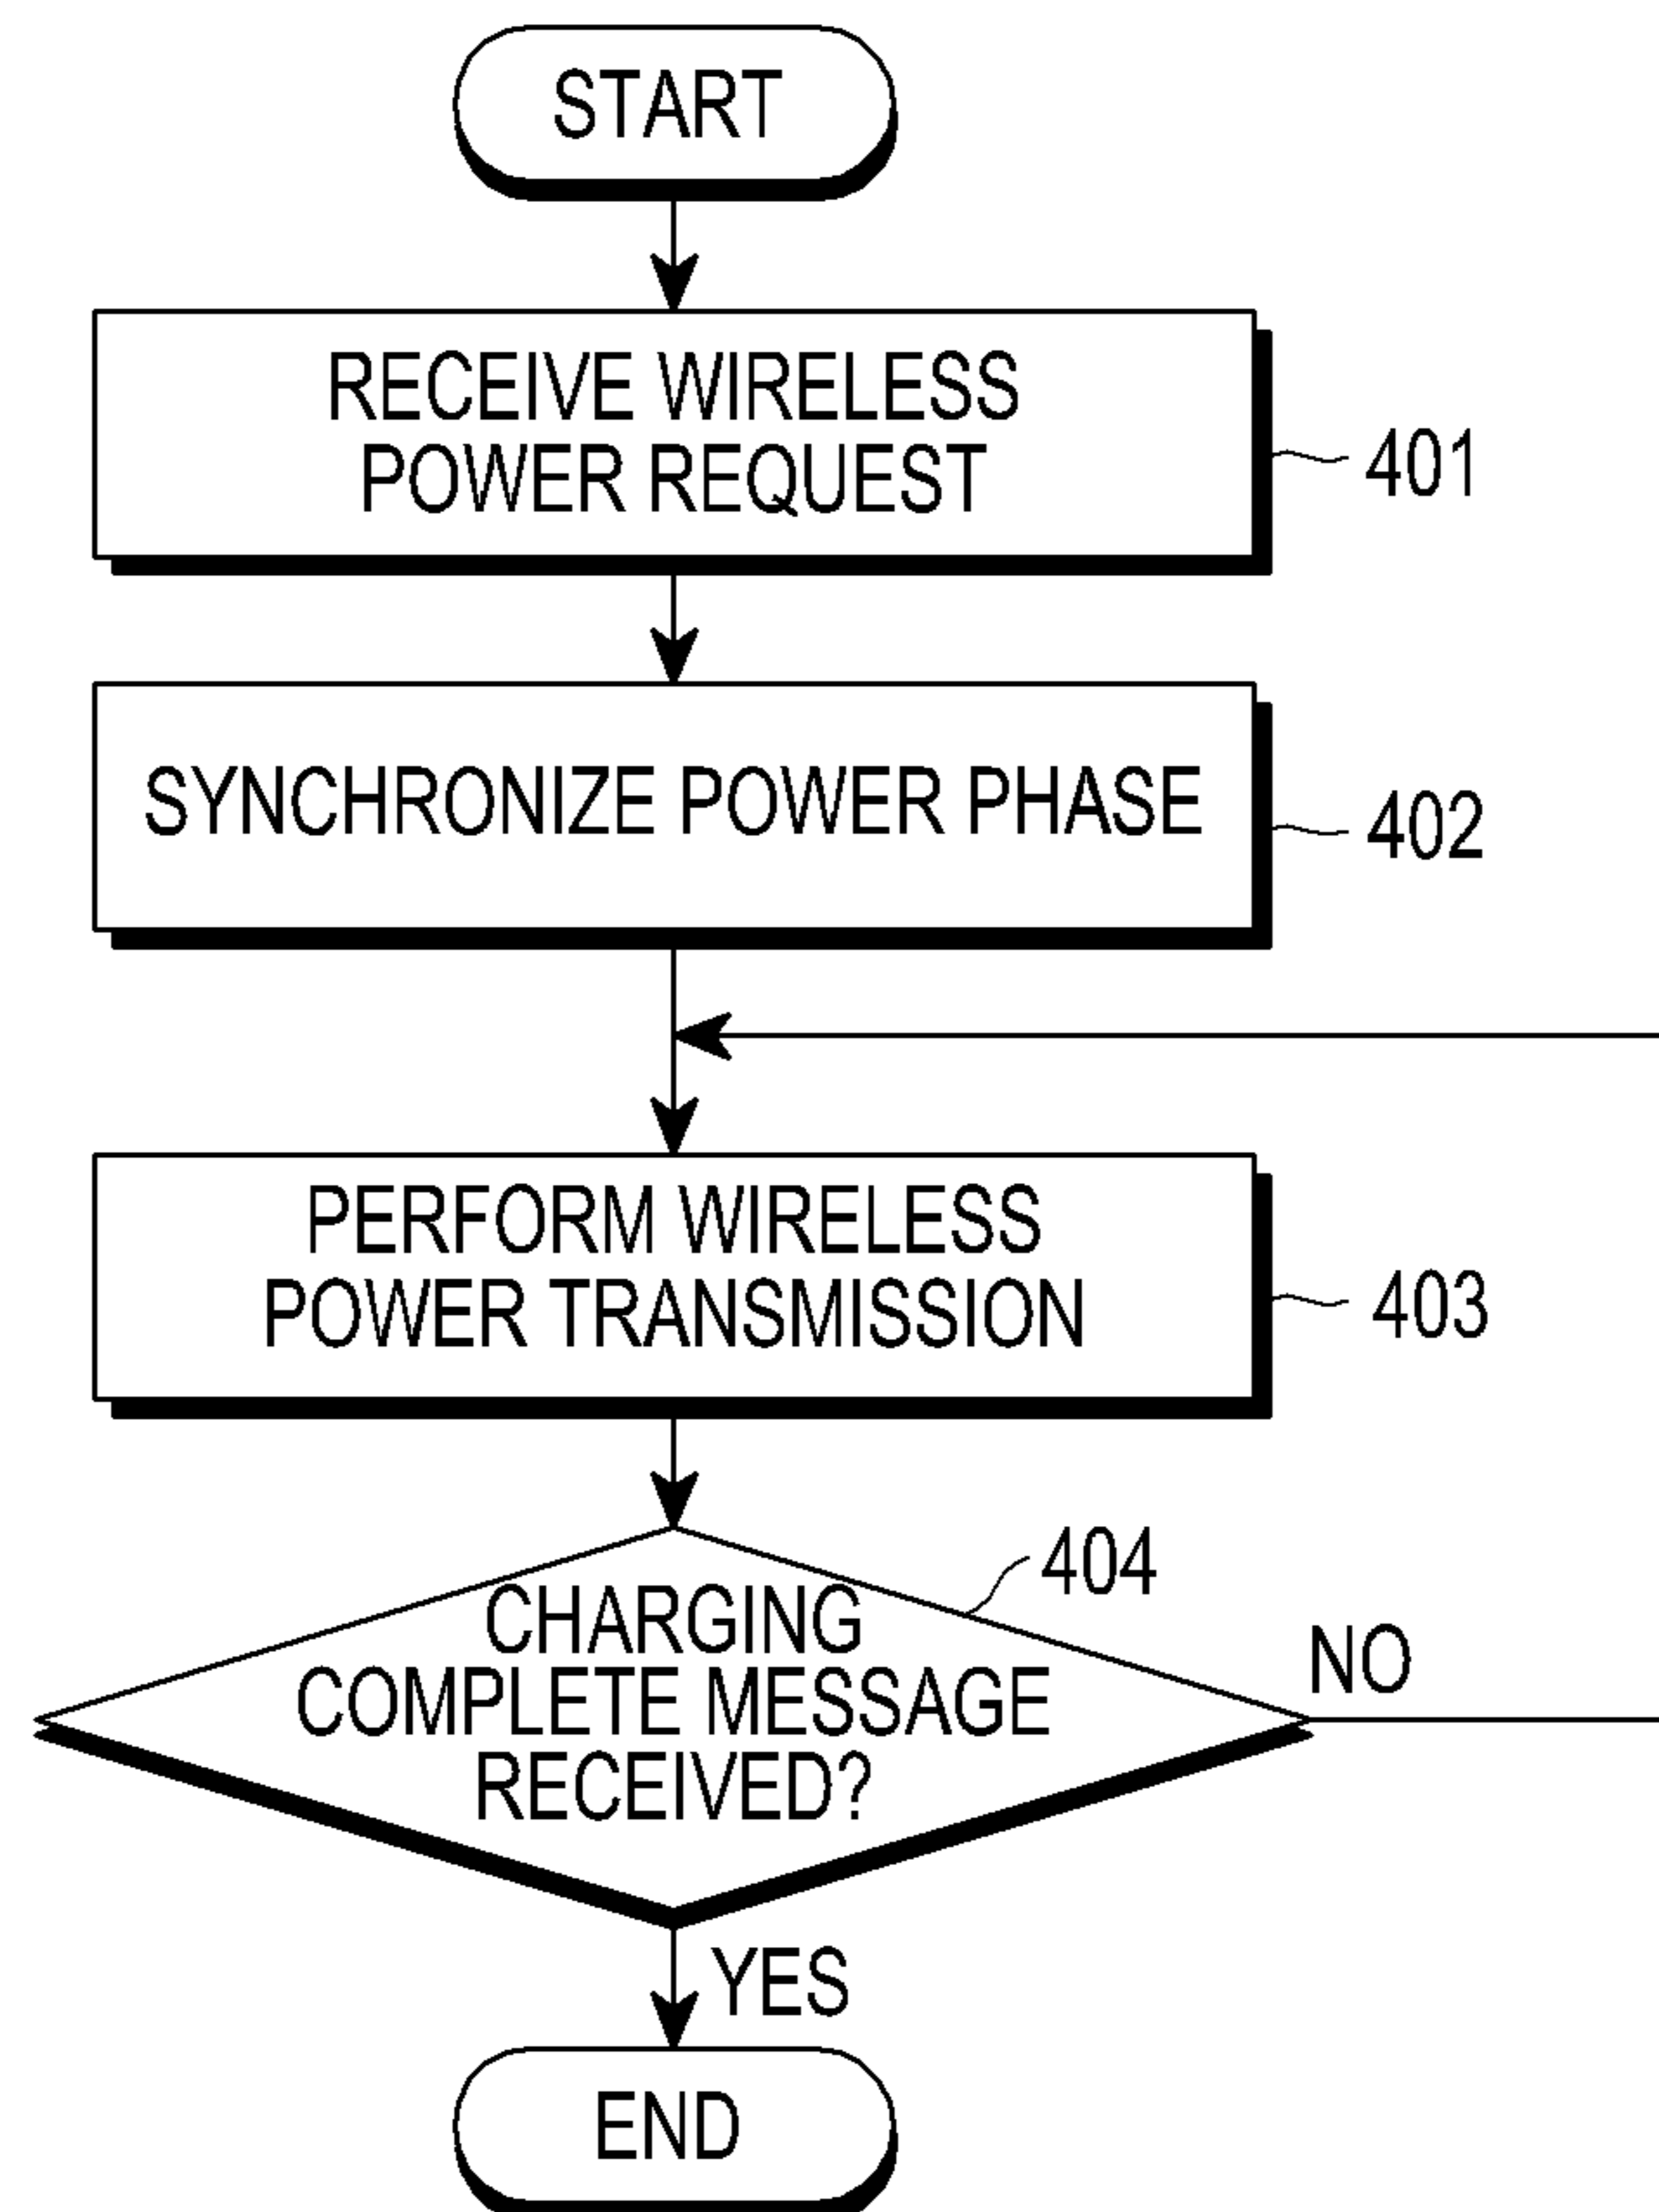 START
RECEIVE WIRELESS
POWER REQUEST
401
SYNCHRONIZE POWER PHASE
402
PERFORM WIRELESS
POWER TRANSMISSION
403
404
CHARGING
COMPLETE MESSAGE
RECEIVED?
NO
YES
END